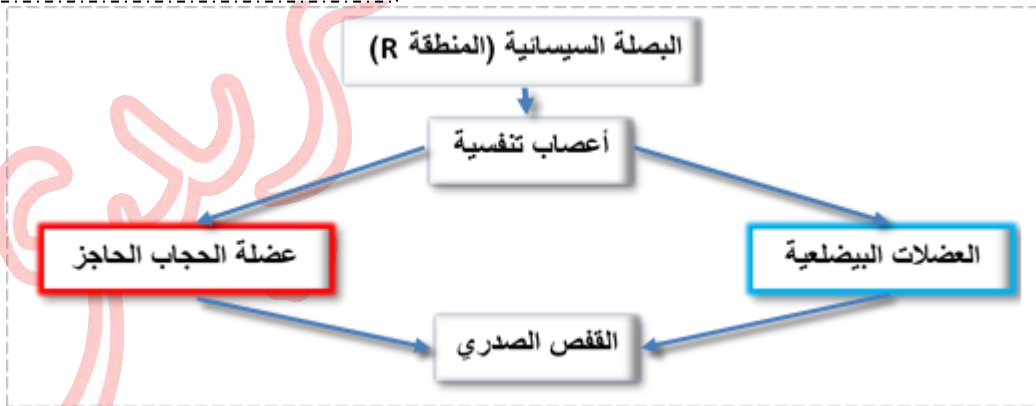 البصلة السيسائية (المنطقة R)
أعصاب تنفسية
العضلات البيضلعية
عضلة الحجاب الحاجز
القفص الصدري